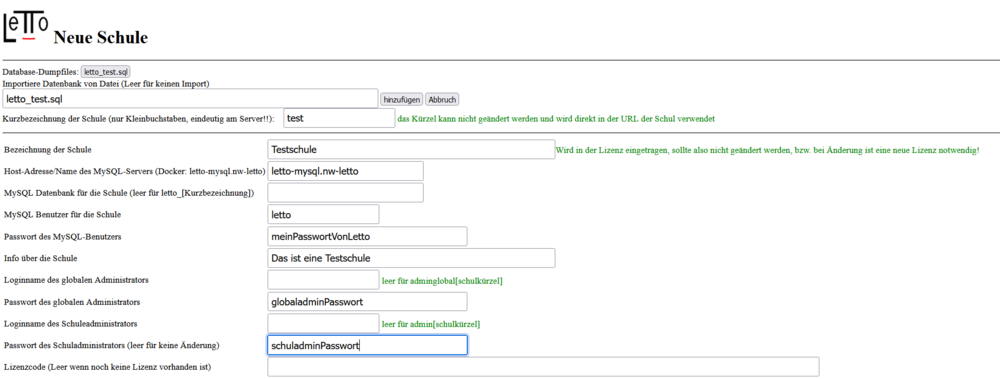 LeTTo Neue Schule
Database-Dumpfiles: letto_test.sql
Importiere Datenbank von Datei (Leer für keinen Import)
letto_test.sql hinzufügen Abbruch
Kurzbezeichnung der Schule (nur Kleinbuchstaben, eindeutig am Server!!): test das Kürzel kann nicht geändert werden und wird direkt in der URL der Schul verwendet
Bezeichnung der Schule Testschule Wird in der Lizenz eingetragen, sollte also nicht geändert werden, bzw. bei Änderung ist eine neue Lizenz notwendig!
Host-Adresse/Name des MySQL-Servers (Docker: letto-mysql.nw-letto) letto-mysql.nw-letto
MySQL Datenbank für die Schule (leer für letto_[Kurzbezeichnung])
MySQL Benutzer für die Schule letto
Passwort des MySQL-Benutzers meinPasswortVonLetto
Info über die Schule Das ist eine Testschule
Loginname des globalen Administrators leer für adminglobal[schulkürzel]
Passwort des globalen Administrators globaladminPasswort
Loginname des Schuleadministrators leer für admin[schulkürzel]
Passwort des Schuladministrators (leer für keine Änderung) schuladminPasswort
Lizenzcode (Leer wenn noch keine Lizenz vorhanden ist)